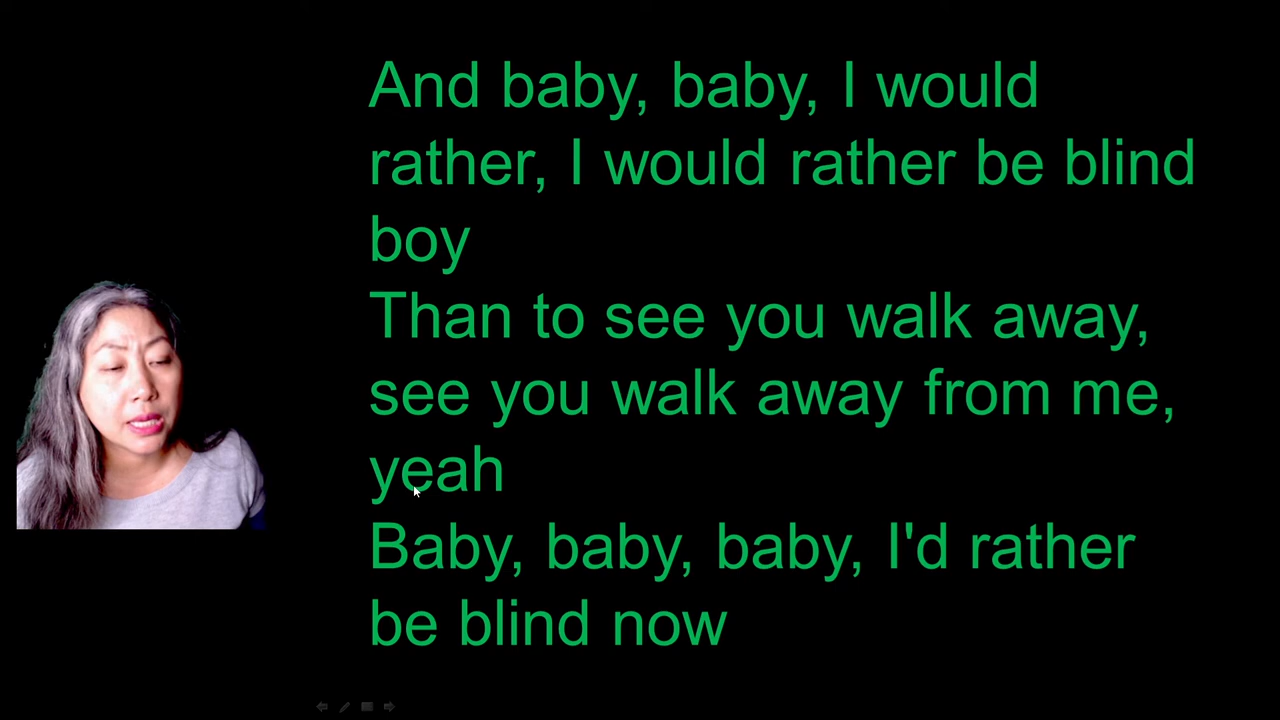 And baby, baby, I would
rather, I would rather be blind
boy
Than to see you walk away,
see you walk away from me,
yeah
Baby, baby, baby, I'd rather
be blind now